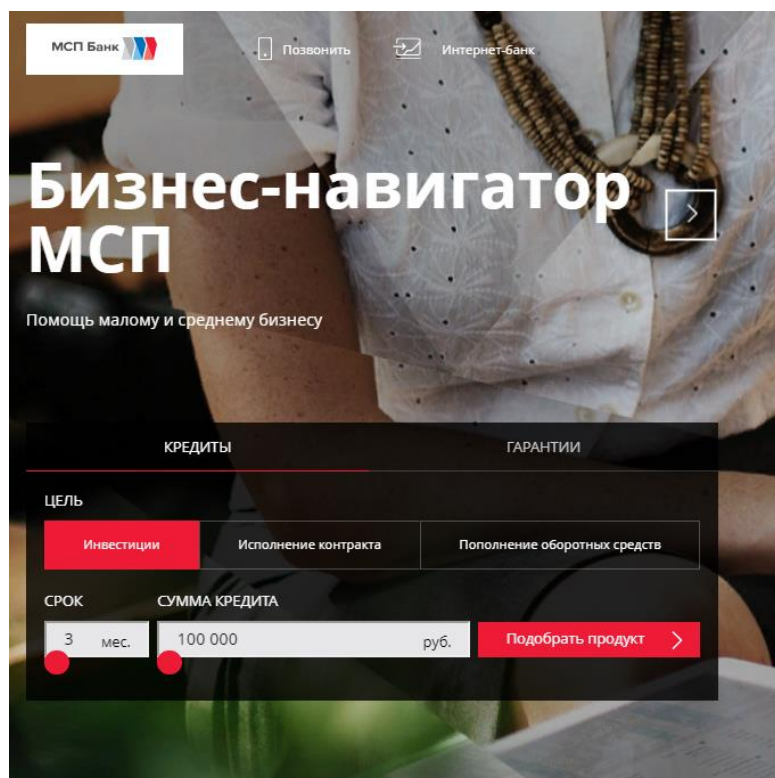 МСП Банк
Позвонить
Интернет-банк
Бизнес-навигатор
МСП
Помощь малому и среднему бизнесу
КРЕДИТЫ
ГАРАНТИИ
ЦЕЛЬ
Инвестиции
Исполнение контракта
Пополнение оборотных средств
СРОК
СУММА КРЕДИТА
3 мес.
100 000 руб.
Подобрать продукт